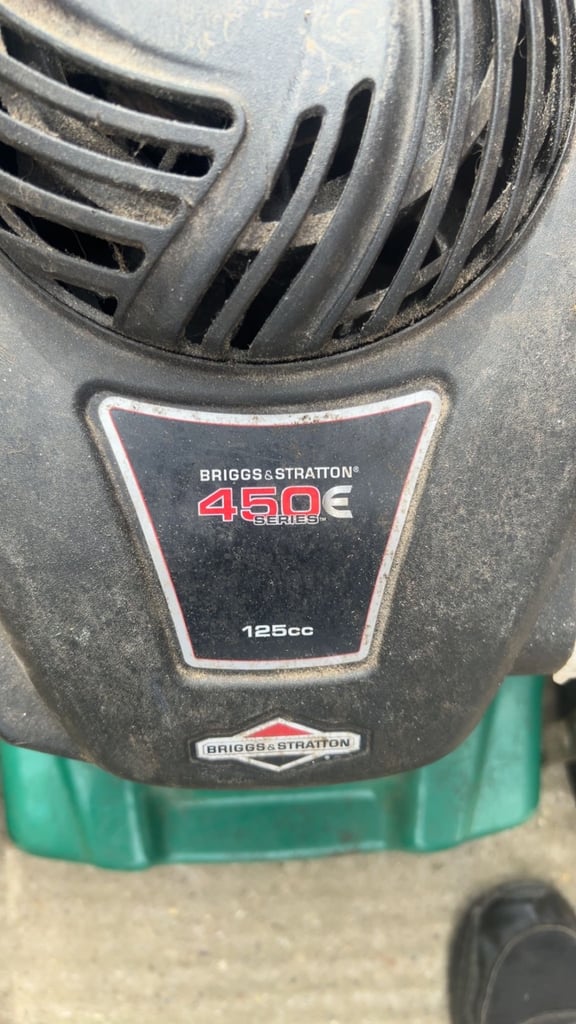 BRIGGS & STRATTON®
450E
SERIES™
125cc
BRIGGS & STRATTON®